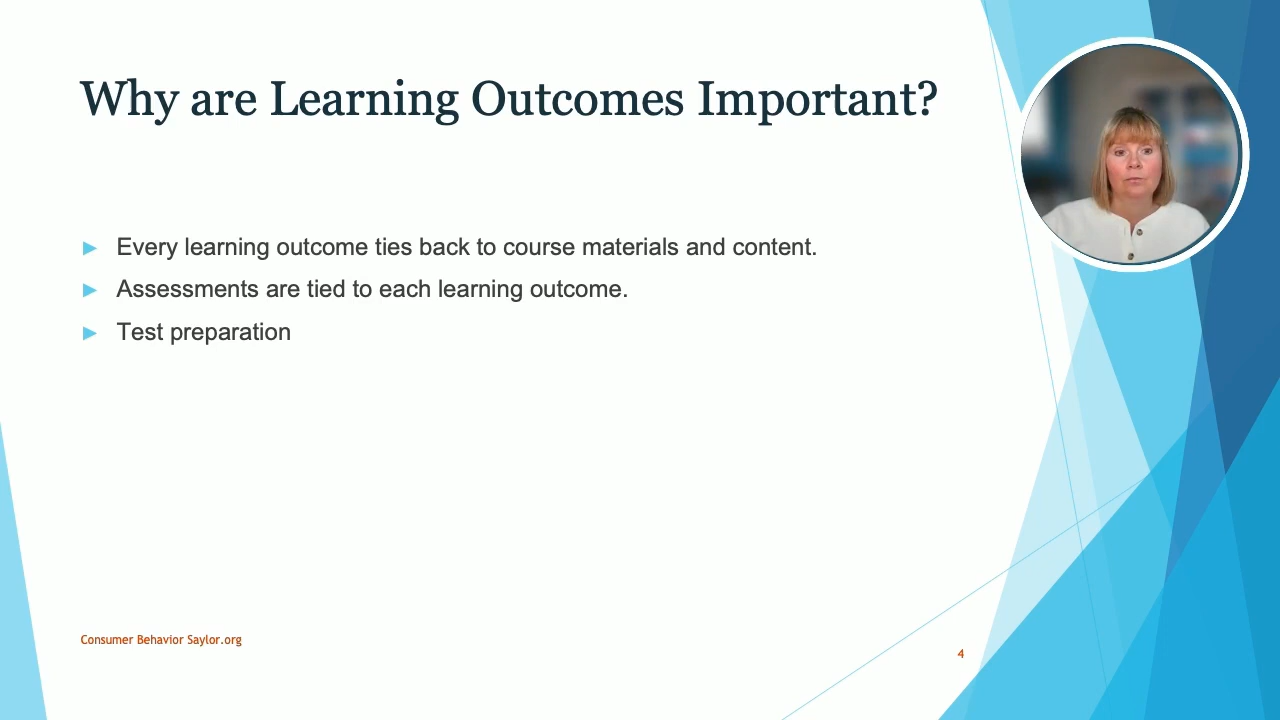 Why are Learning Outcomes Important?
Every learning outcome ties back to course materials and content.
Assessments are tied to each learning outcome.
Test preparation
Consumer Behavior Saylor.org
4